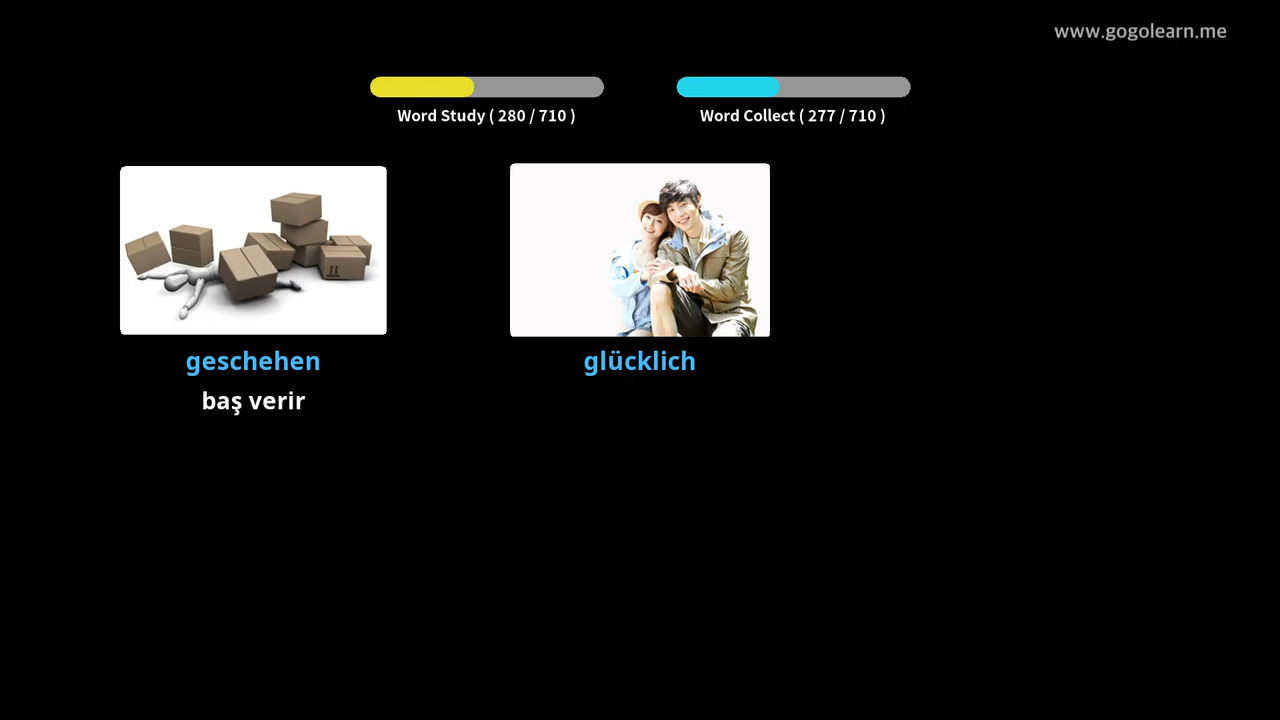 www.gogolearn.me
Word Study ( 280 / 710 )
Word Collect ( 277 / 710 )
geschehen
baş verir
glücklich